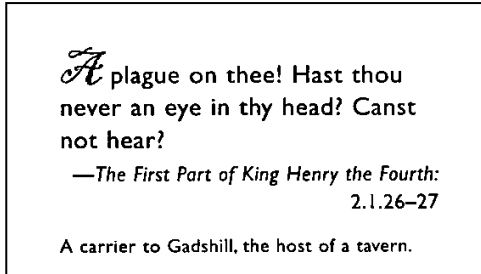 A plague on thee! Hast thou
never an eye in thy head? Canst
not hear?
—The First Part of King Henry the Fourth:
2.1.26–27
A carrier to Gadshill, the host of a tavern.